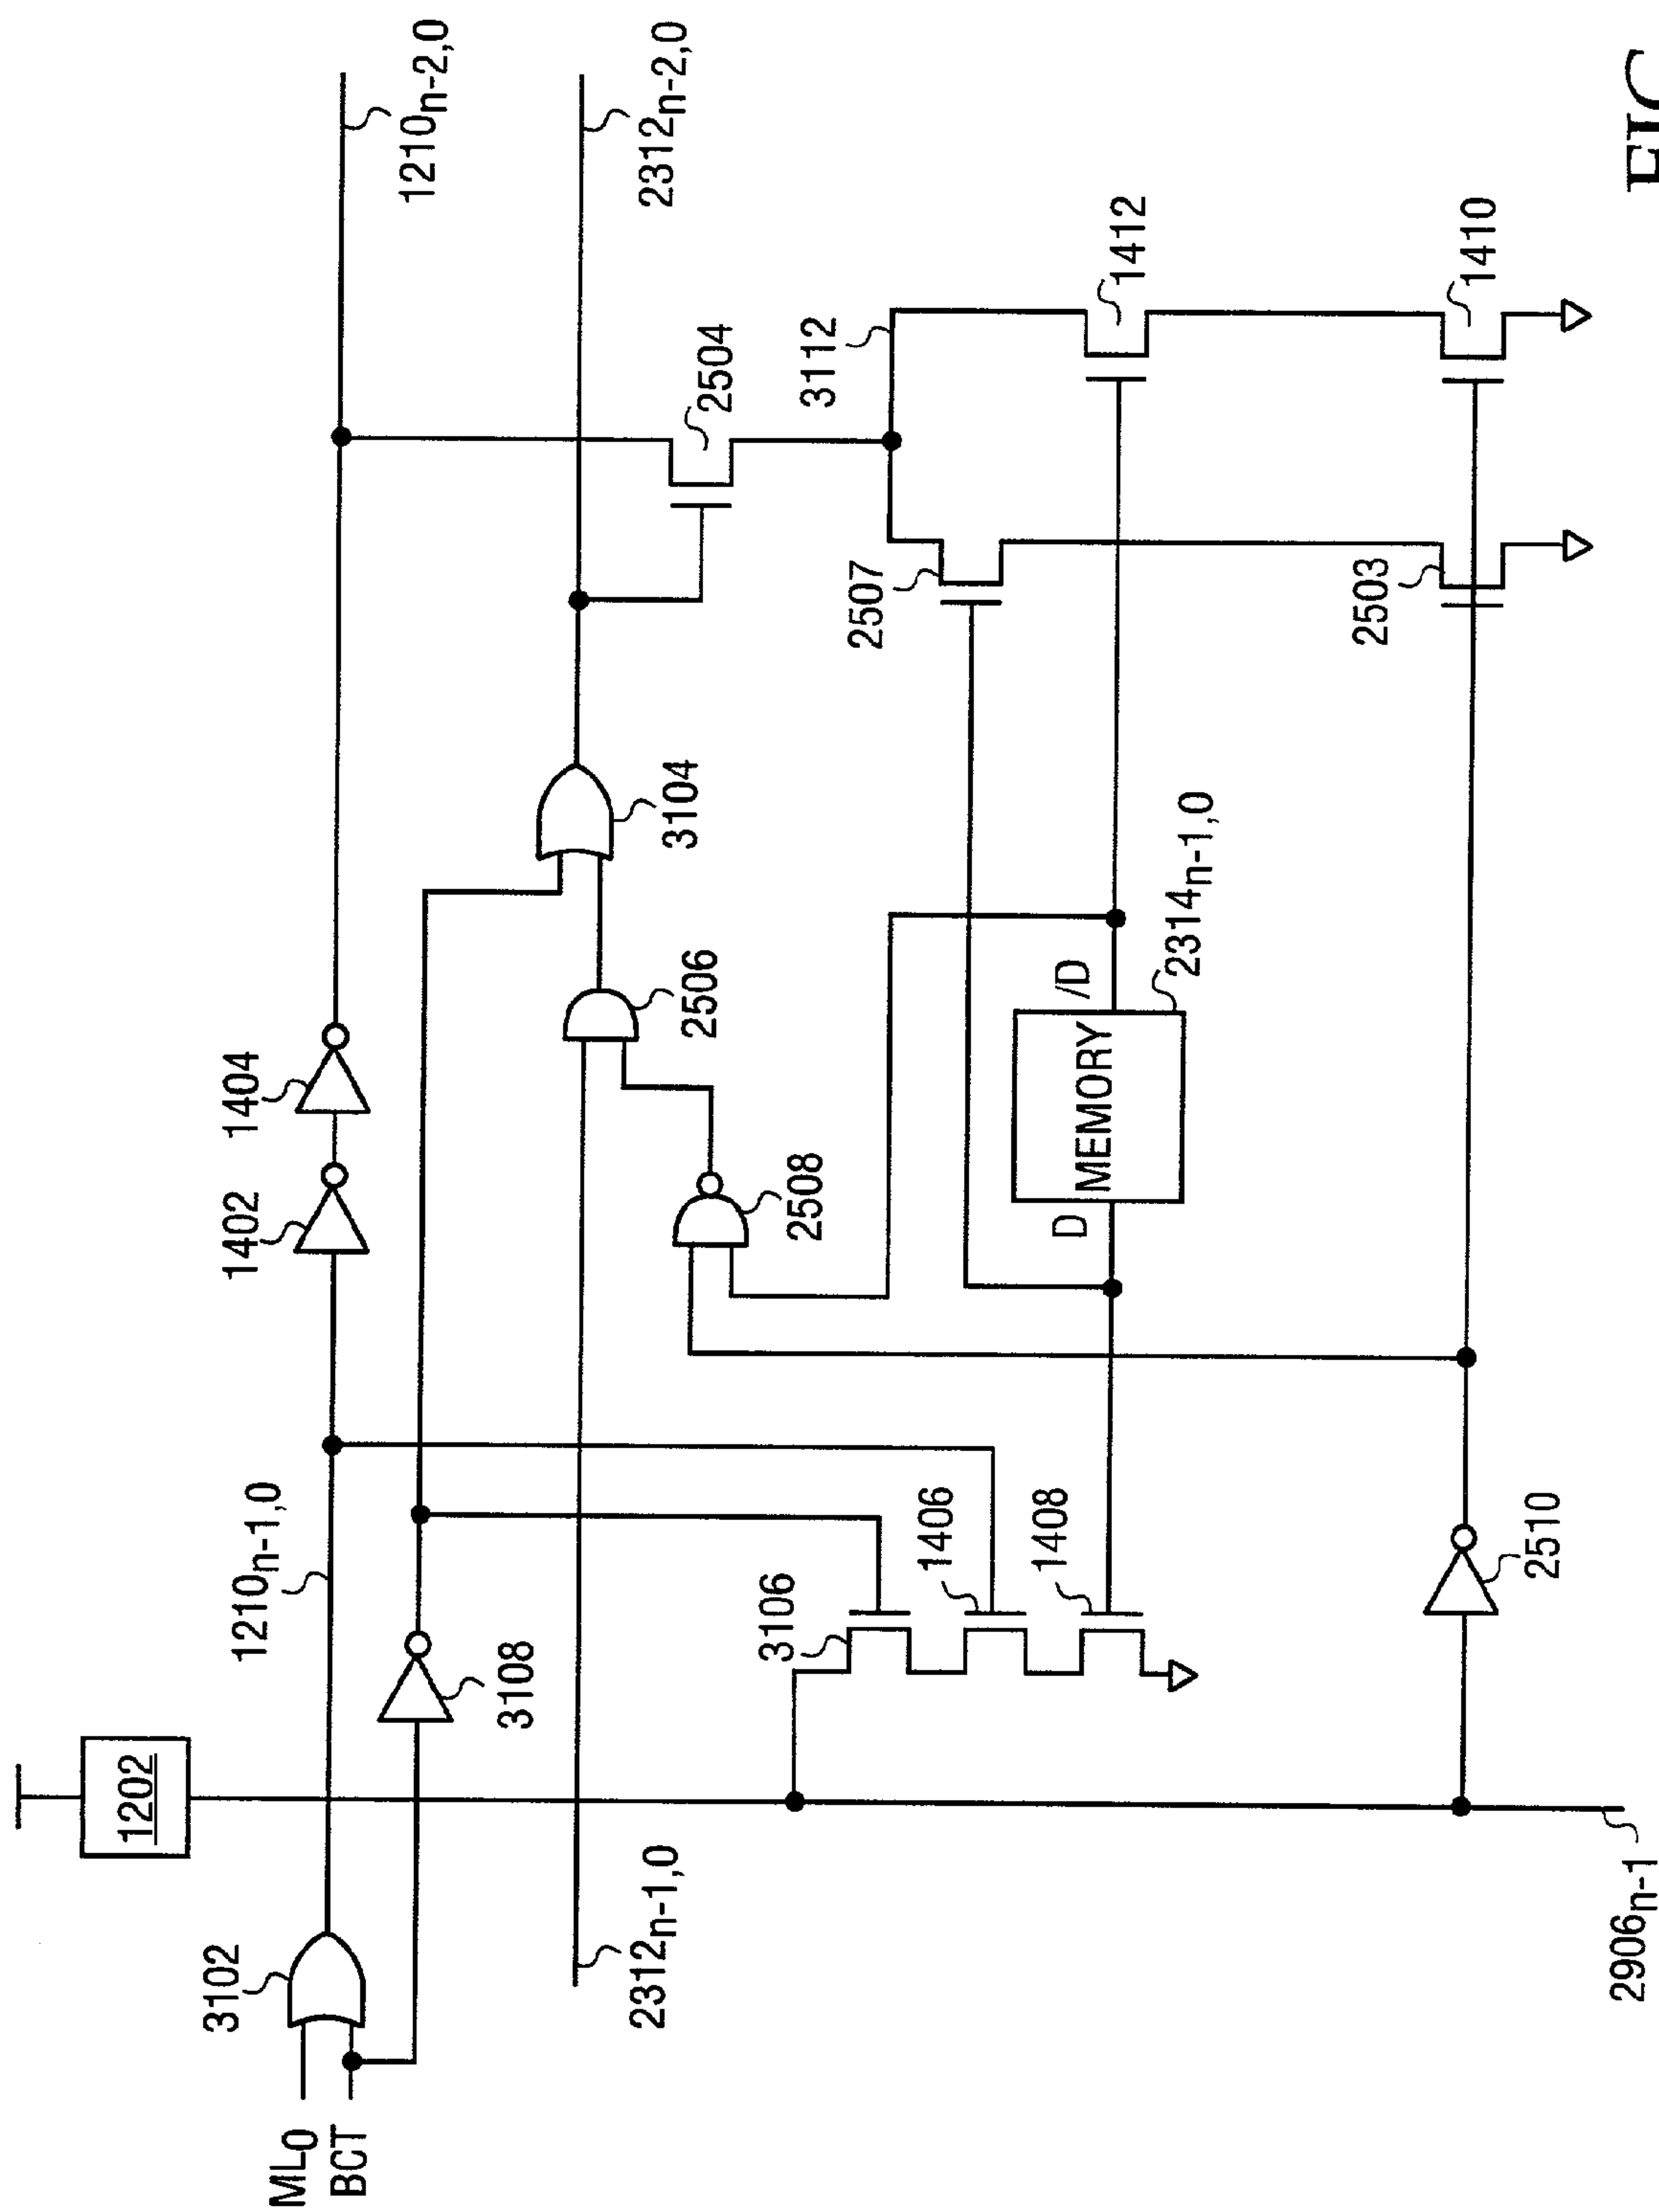 ML0
BCT
3102
1202
1210n-1,0
1402
1404
1210n-2,0
3108
2312n-1,0
2312n-2,0
3106
1406
1408
2508
2506
3104
2504
3112
2507
1412
D
MEMORY
/D
2314n-1,0
2503
1410
2510
2906n-1
FIG